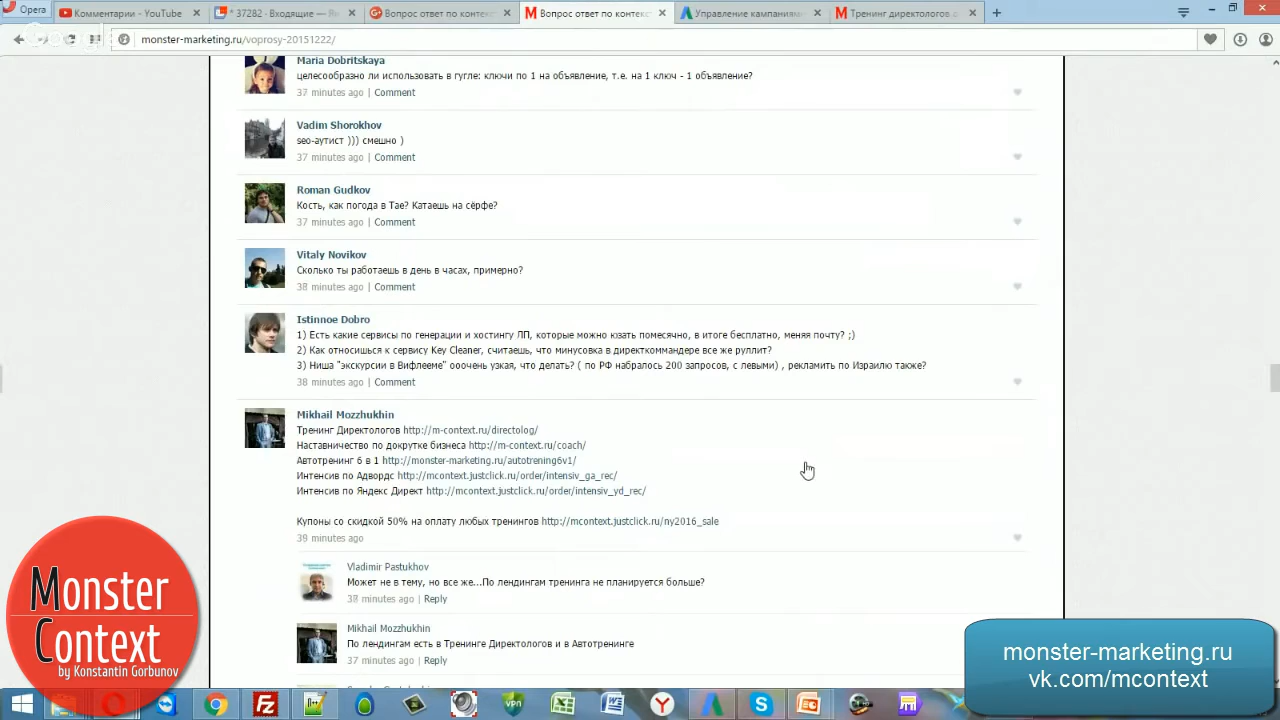 Opera
Комментарии - YouTube
* 37282 - Входящие — Ян
Вопрос ответ по контекст
Вопрос ответ по контекст
Управление кампаниями
Тренинг директологов
monster-marketing.ru/voprosy-20151222/
Maria Dobritskaya
целесообразно ли использовать в гугле: ключи по 1 на объявление, т.е. на 1 ключ - 1 объявление?
37 minutes ago | Comment
Vadim Shorokhov
seo-аутист ))) смешно )
37 minutes ago | Comment
Roman Gudkov
Кость, как погода в Тае? Катаешь на сёрфе?
37 minutes ago | Comment
Vitaly Novikov
Сколько ты работаешь в день в часах, примерно?
38 minutes ago | Comment
Istinnoe Dobro
1) Есть какие сервисы по генерации и хостингу ЛП, которые можно юзать помесячно, в итоге бесплатно, меняя почту? ;)
2) Как относишься к сервису Key Cleaner, считаешь, что минусовка в директкоммандере все же руллит?
3) Ниша "экскурсии в Вифлееме" ооочень узкая, что делать? ( по РФ набралось 200 запросов, с левыми) , рекламить по Израилю также?
38 minutes ago | Comment
Mikhail Mozzhukhin
Тренинг Директологов http://m-context.ru/directolog/
Наставничество по докрутке бизнеса http://m-context.ru/coach/
Автотренинг 6 в 1 http://monster-marketing.ru/autotrening6v1/
Интенсив по Адвордс http://mcontext.justclick.ru/order/intensiv_ga_rec/
Интенсив по Яндекс Директ http://mcontext.justclick.ru/order/intensiv_yd_rec/
Купоны со скидкой 50% на оплату любых тренингов http://mcontext.justclick.ru/ny2016_sale
39 minutes ago
Vladimir Pastukhov
Может не в тему, но все же...По лендингам тренинга не планируется больше?
38 minutes ago | Reply
Mikhail Mozzhukhin
По лендингам есть в Тренинге Директологов и в Автотренинге
37 minutes ago | Reply
Monster
Context
by Konstantin Gorbunov
monster-marketing.ru
vk.com/mcontext